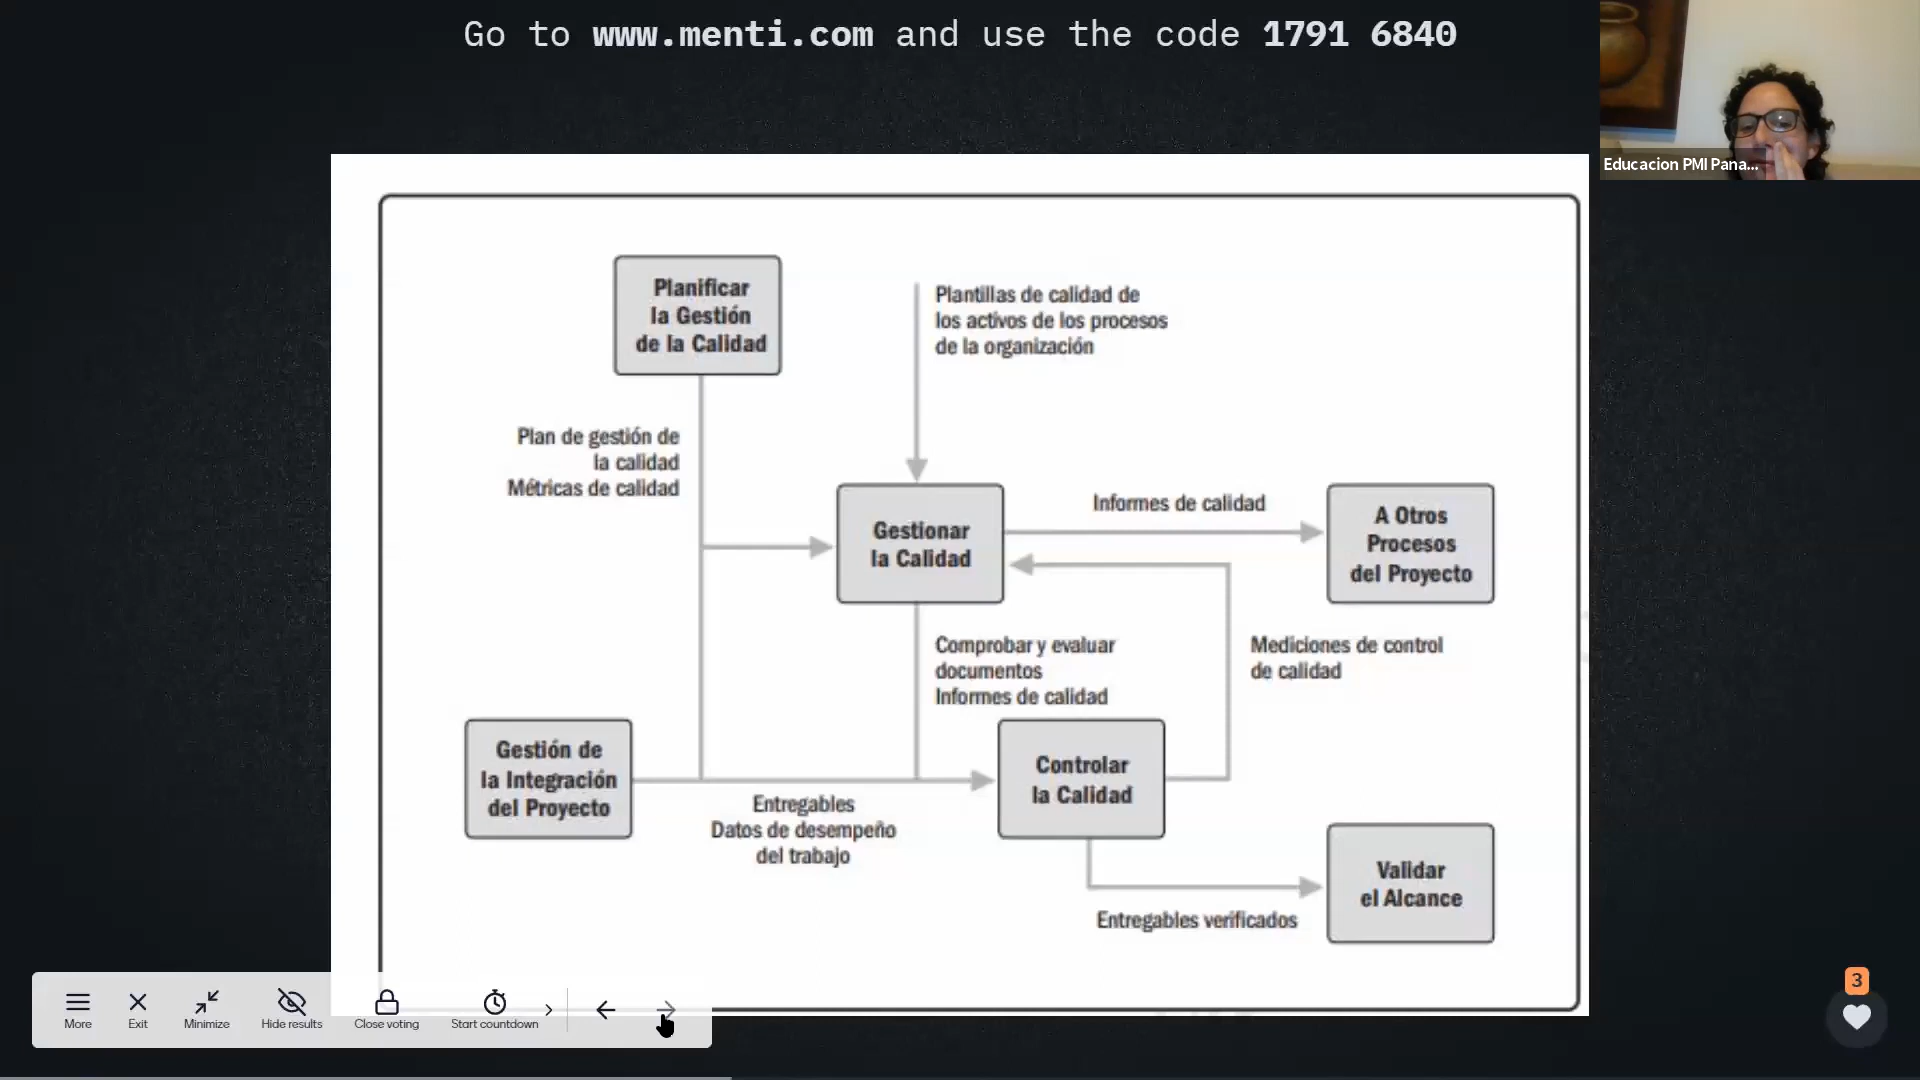 Go to www.menti.com and use the code 1791 6840
Educacion PMI Pana...
Planificar
la Gestión
de la Calidad
Plantillas de calidad de
los activos de los procesos
de la organización
Plan de gestión de
la calidad
Métricas de calidad
Gestionar
la Calidad
Informes de calidad
A Otros
Procesos
del Proyecto
Comprobar y evaluar
documentos
Informes de calidad
Mediciones de control
de calidad
Gestión de
la Integración
del Proyecto
Entregables
Datos de desempeño
del trabajo
Controlar
la Calidad
Validar
el Alcance
Entregables verificados
More
Exit
Minimize
Hide results
Close voting
Start countdown
3